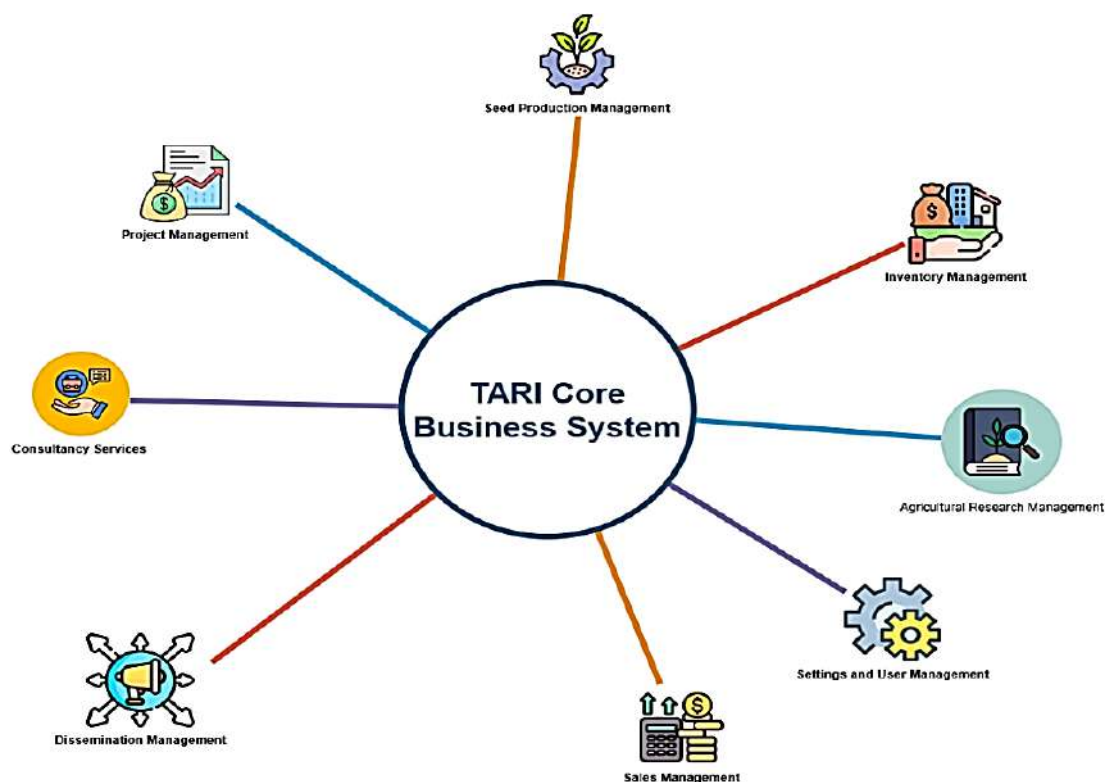 Seed Production Management
Project Management
Inventory Management
TARI Core
Business System
Consultancy Services
Agricultural Research Management
Settings and User Management
Dissemination Management
Sales Management